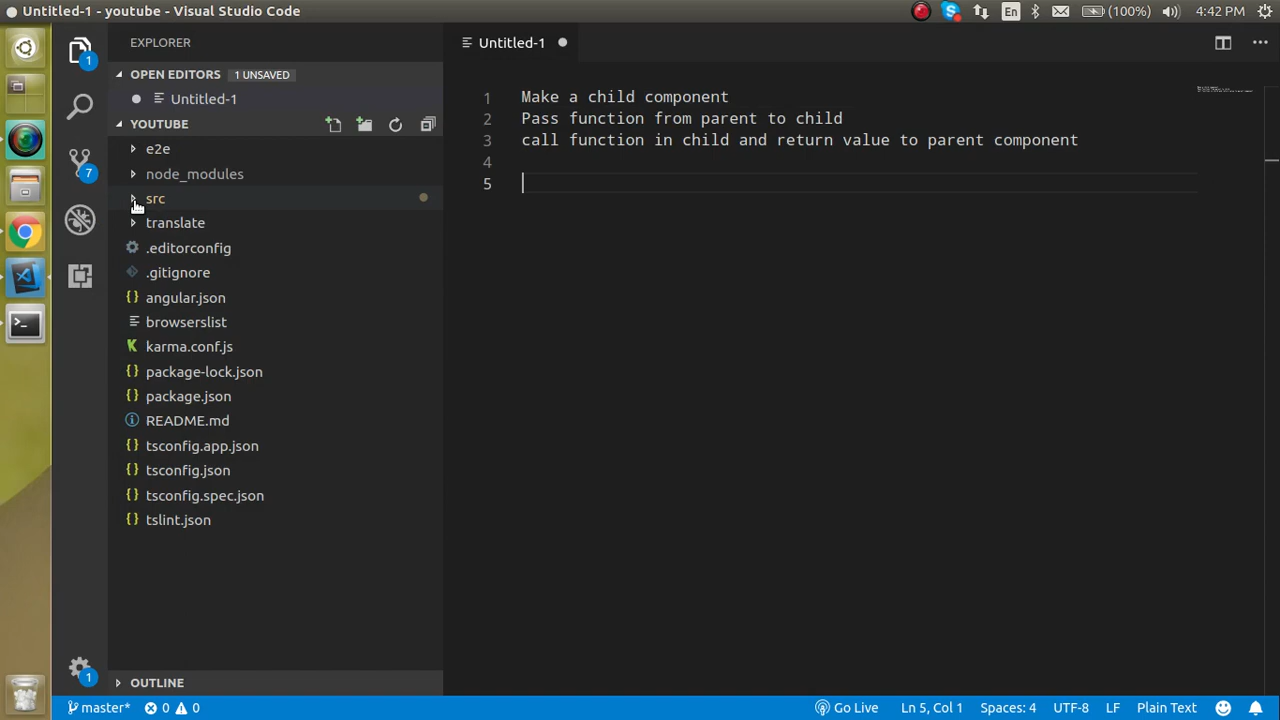 Untitled-1 - youtube - Visual Studio Code
En
(100%)
4:42 PM
EXPLORER
OPEN EDITORS
1 UNSAVED
Untitled-1
YOUTUBE
e2e
node_modules
src
translate
.editorconfig
.gitignore
angular.json
browserslist
karma.conf.js
package-lock.json
package.json
README.md
tsconfig.app.json
tsconfig.json
tsconfig.spec.json
tslint.json
OUTLINE
1
7
1
Untitled-1
1 Make a child component
2 Pass function from parent to child
3 call function in child and return value to parent component
4
5
master*
0
0
Go Live
Ln 5, Col 1
Spaces: 4
UTF-8
LF
Plain Text